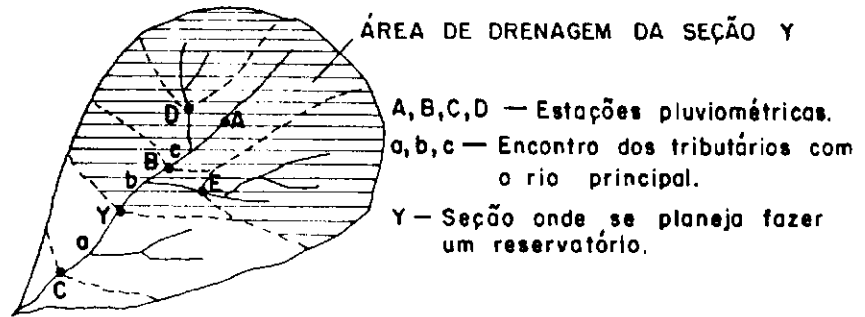 ÁREA DE DRENAGEM DA SEÇÃO Y
A, B, C, D — Estações pluviométricas.
a, b, c — Encontro dos tributários com
o rio principal.
Y — Seção onde se planeja fazer
um reservatório.
D
A
c
B
b
E
Y
a
C